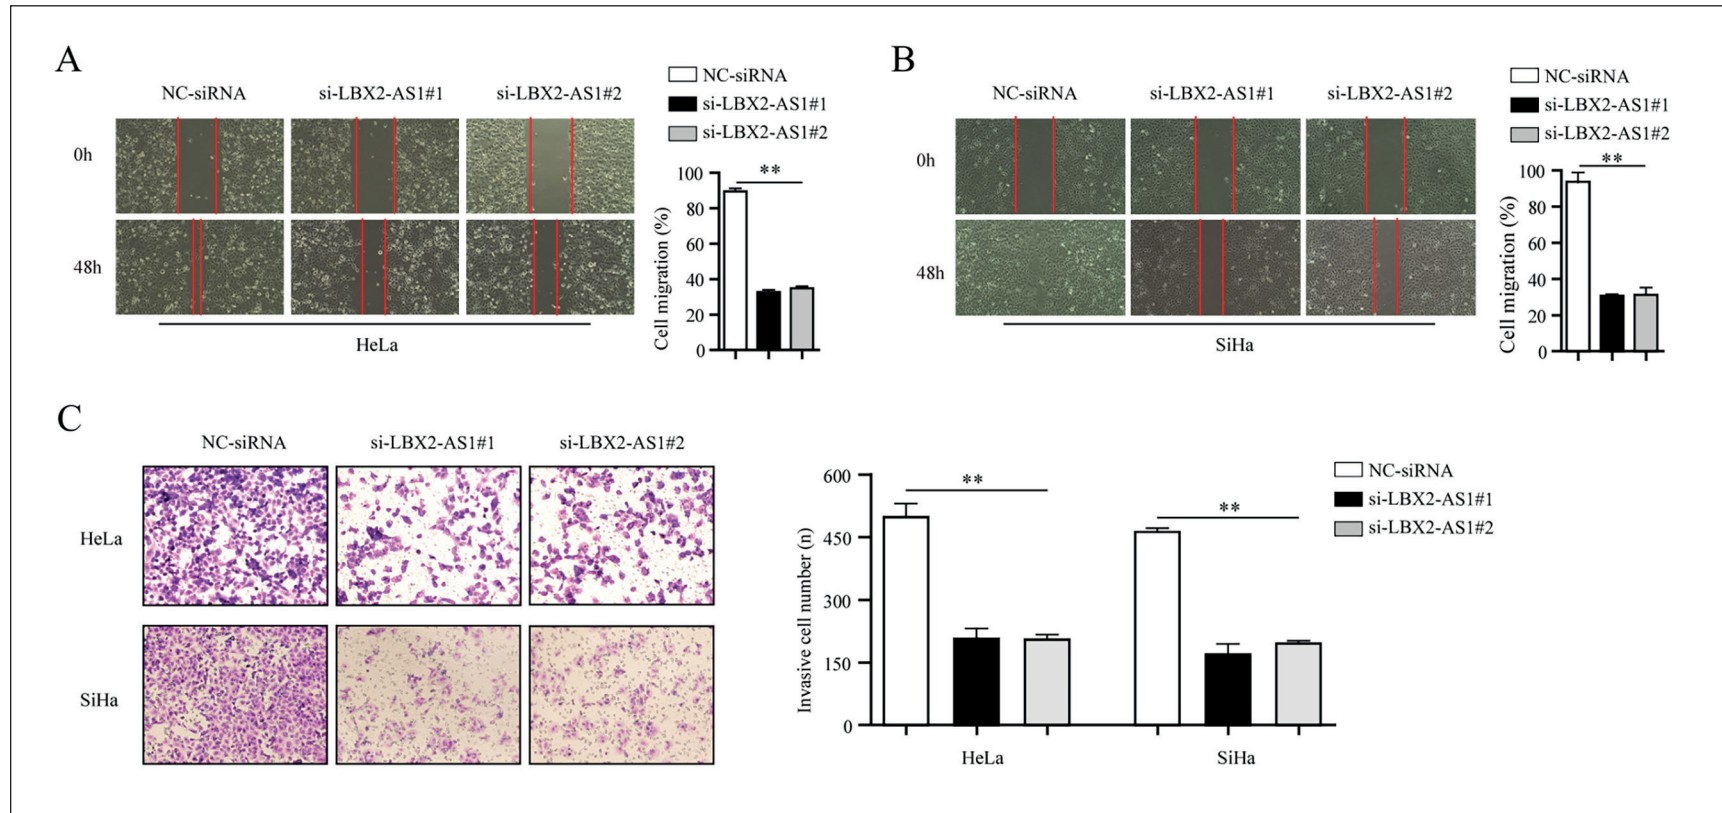 A
NC-siRNA
si-LBX2-AS1#1
si-LBX2-AS1#2
0h
48h
HeLa
NC-siRNA
si-LBX2-AS1#1
si-LBX2-AS1#2
**
100
80
60
40
20
0
Cell migration (%)
B
NC-siRNA
si-LBX2-AS1#1
si-LBX2-AS1#2
0h
48h
SiHa
NC-siRNA
si-LBX2-AS1#1
si-LBX2-AS1#2
**
100
80
60
40
20
0
Cell migration (%)
C
NC-siRNA
si-LBX2-AS1#1
si-LBX2-AS1#2
HeLa
SiHa
600
450
300
150
0
Invasive cell number (n)
**
**
HeLa
SiHa
NC-siRNA
si-LBX2-AS1#1
si-LBX2-AS1#2